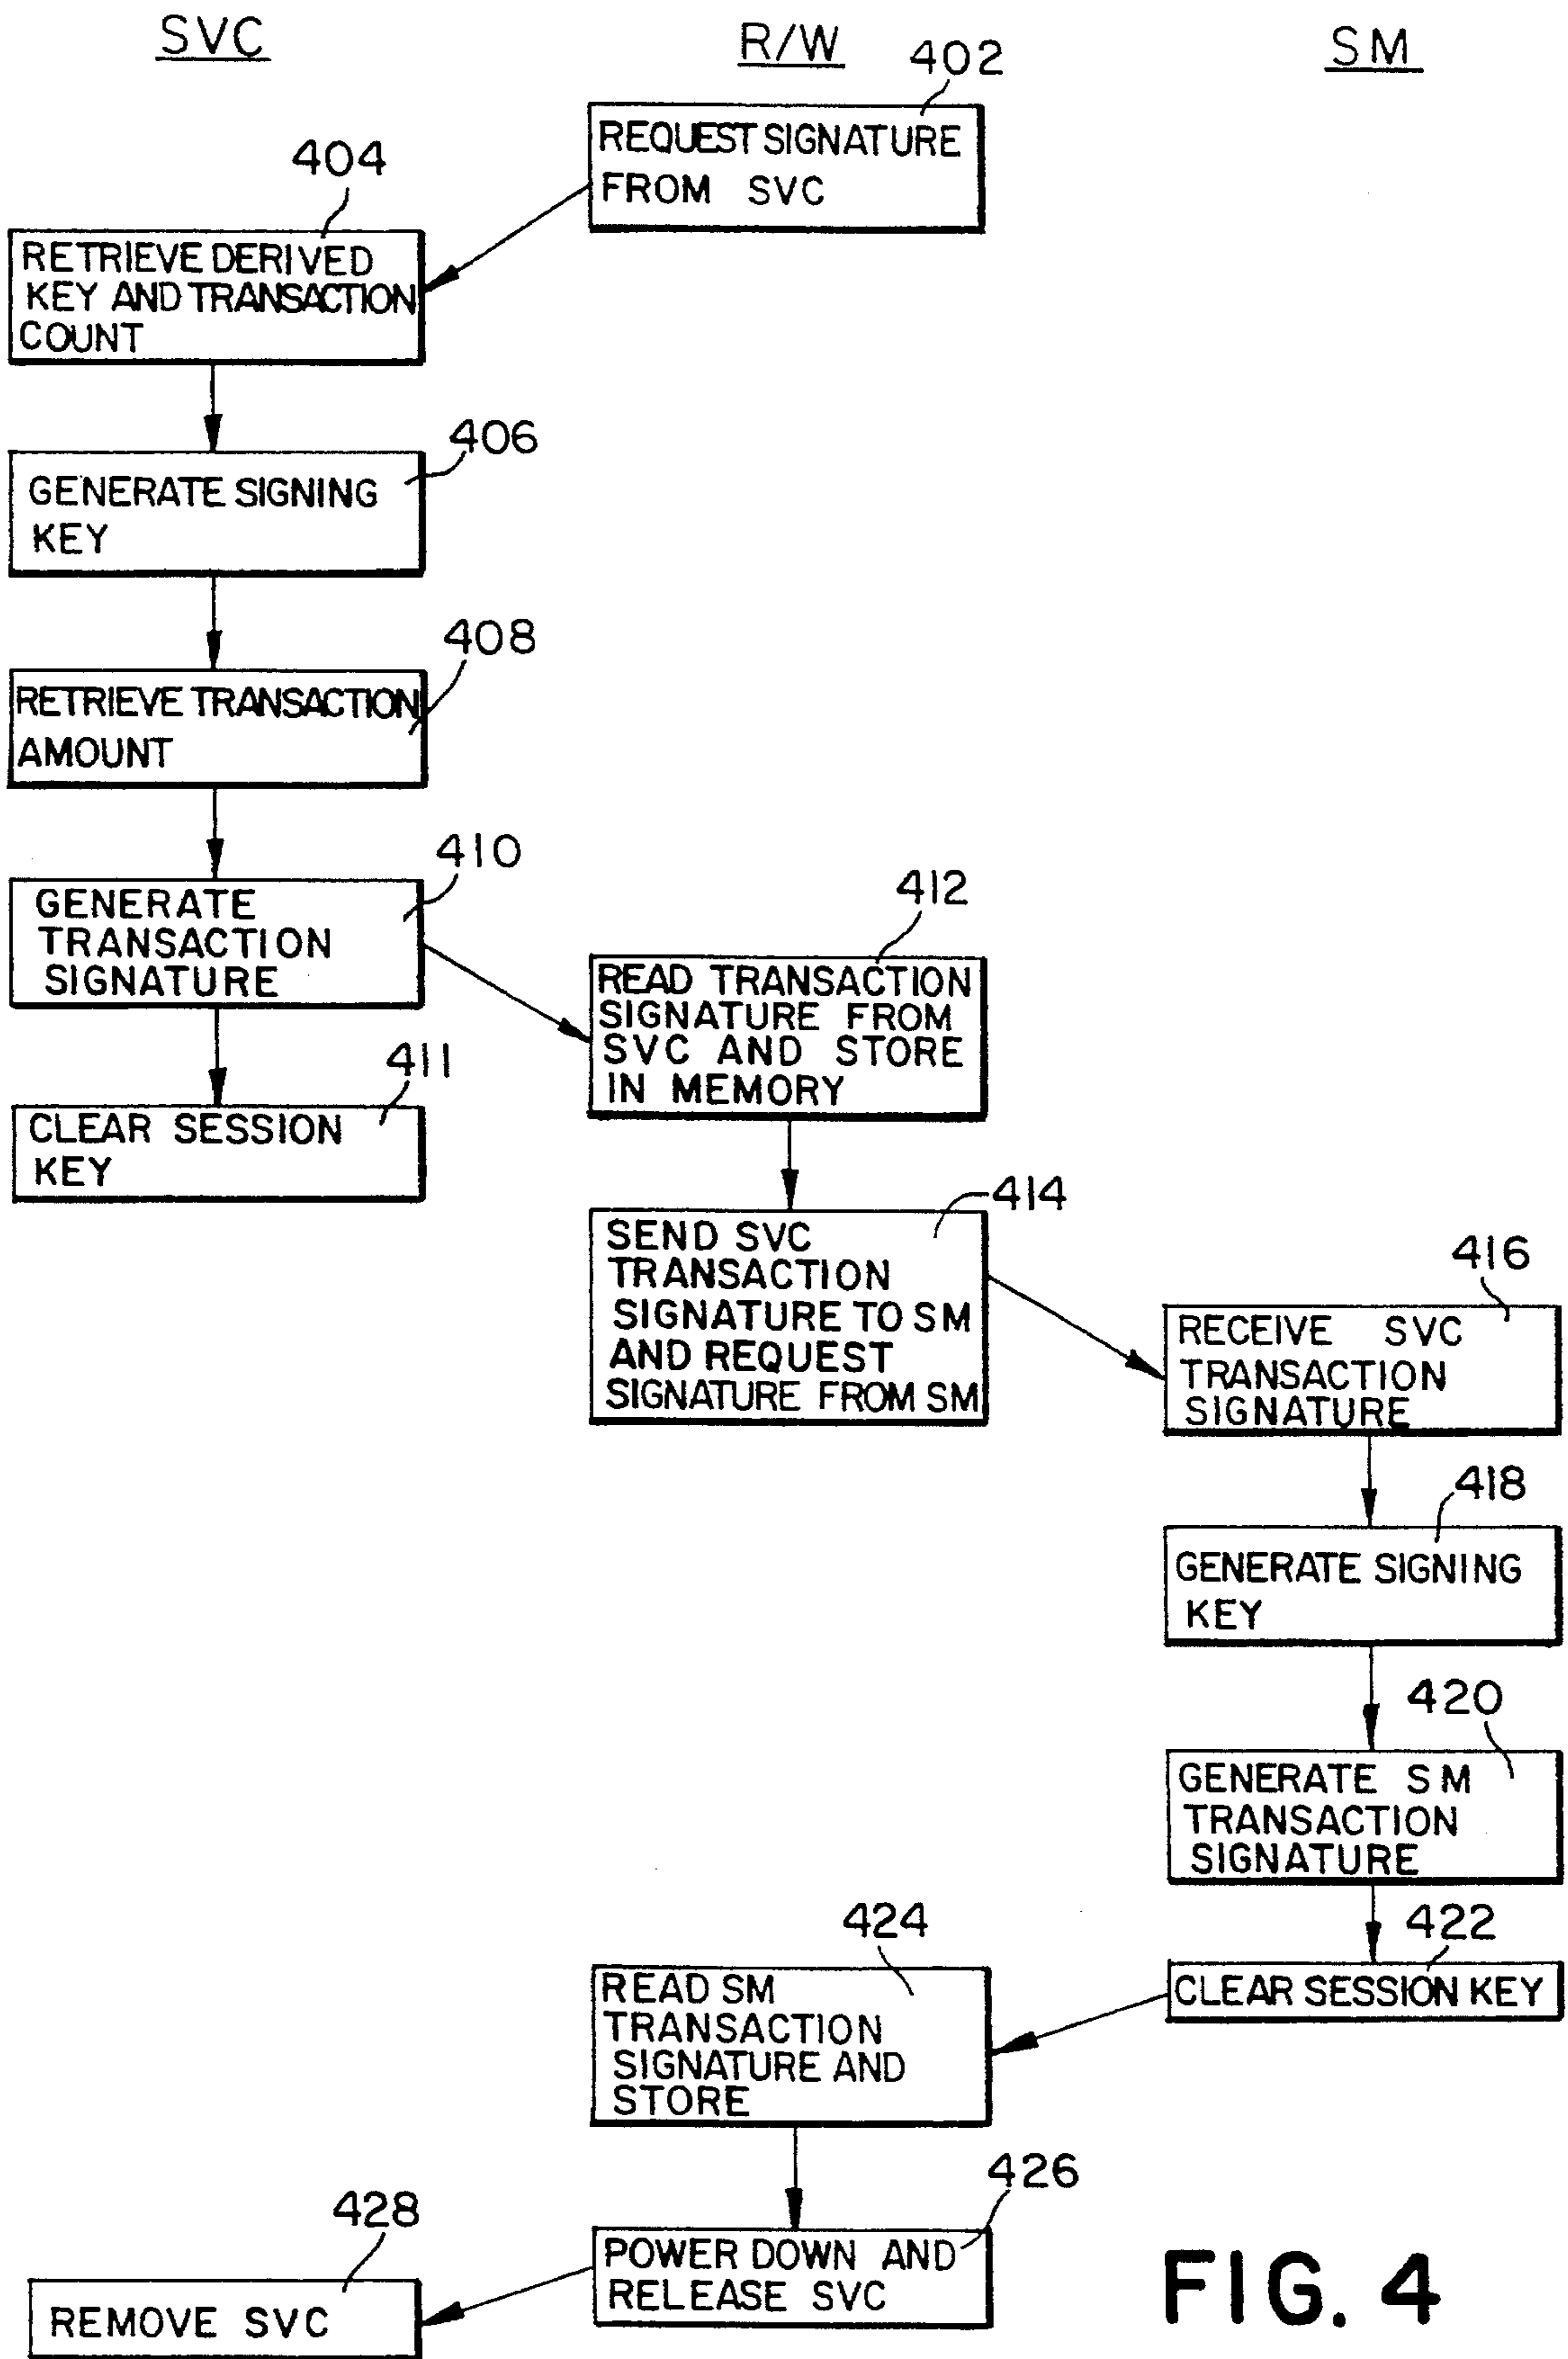 SVC
R/W
SM
402
REQUEST SIGNATURE
FROM SVC
404
RETRIEVE DERIVED
KEY AND TRANSACTION
COUNT
406
GENERATE SIGNING
KEY
408
RETRIEVE TRANSACTION
AMOUNT
410
GENERATE
TRANSACTION
SIGNATURE
411
CLEAR SESSION
KEY
412
READ TRANSACTION
SIGNATURE FROM
SVC AND STORE
IN MEMORY
414
SEND SVC
TRANSACTION
SIGNATURE TO SM
AND REQUEST
SIGNATURE FROM SM
416
RECEIVE SVC
TRANSACTION
SIGNATURE
418
GENERATE SIGNING
KEY
420
GENERATE SM
TRANSACTION
SIGNATURE
422
CLEAR SESSION KEY
424
READ SM
TRANSACTION
SIGNATURE AND
STORE
426
POWER DOWN AND
RELEASE SVC
428
REMOVE SVC
FIG. 4